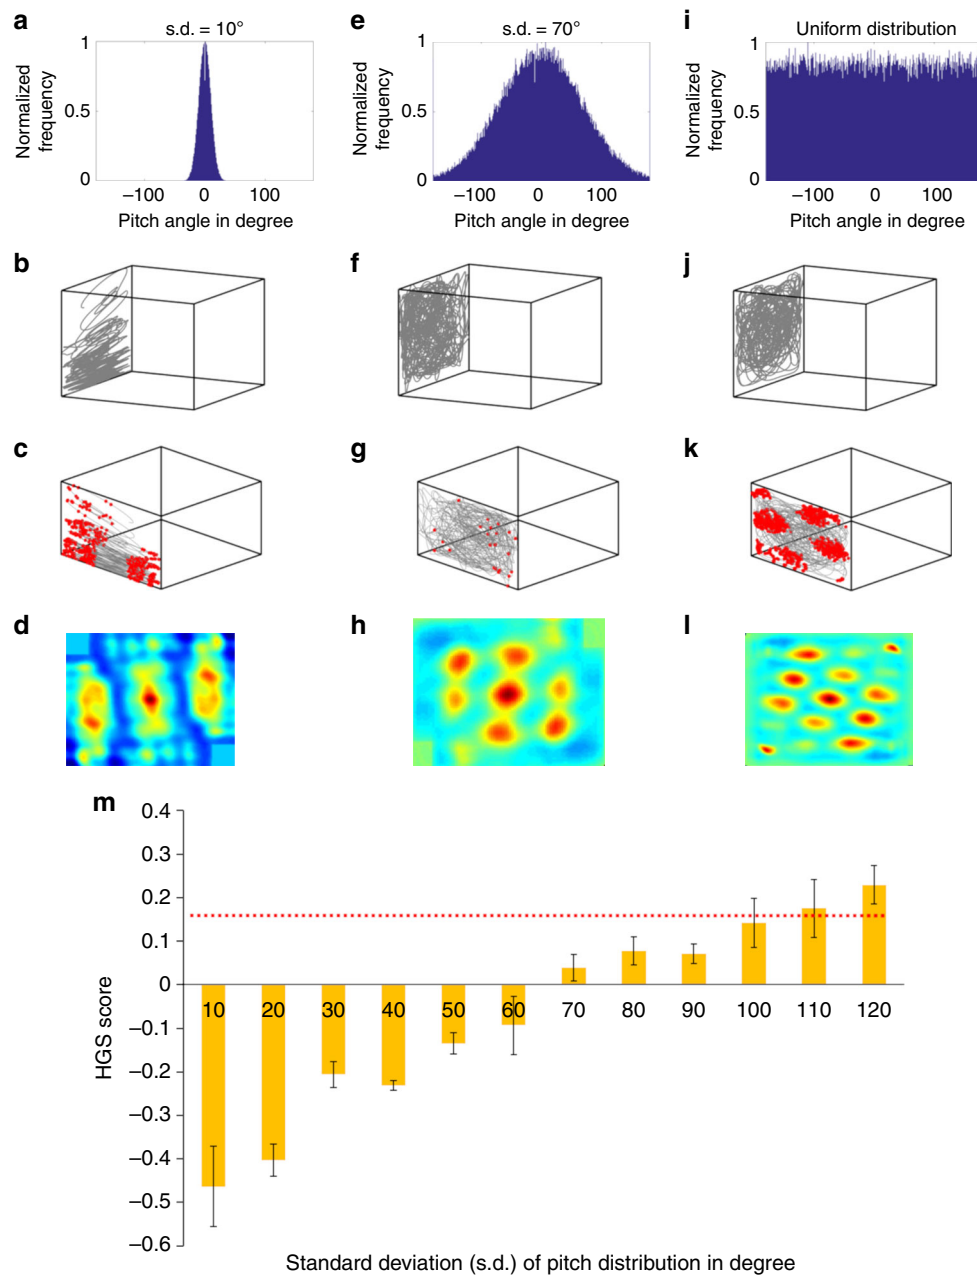 a
s.d. = 10°
1
0.5
0
Normalized
frequency
−100
0
100
Pitch angle in degree
e
s.d. = 70°
1
0.5
0
Normalized
frequency
−100
0
100
Pitch angle in degree
i
Uniform distribution
1
0.5
0
Normalized
frequency
−100
0
100
Pitch angle in degree
b
f
j
c
g
k
d
h
l
m
0.4
0.3
0.2
0.1
0
−0.1
−0.2
−0.3
−0.4
−0.5
−0.6
HGS score
10 20 30 40 50 60 70 80 90 100 110 120
Standard deviation (s.d.) of pitch distribution in degree